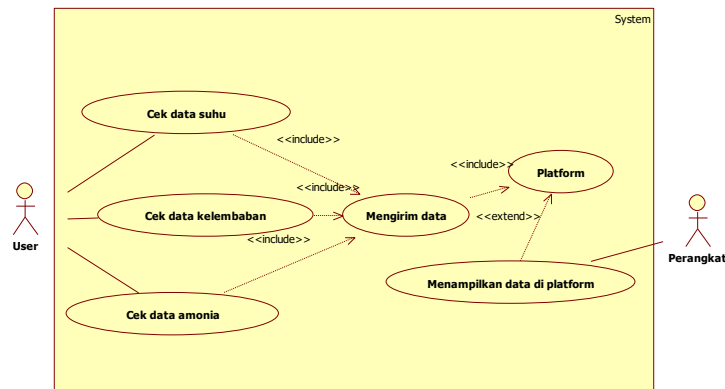 System
Cek data suhu
<<include>>
<<include>>
Platform
<<include>>
User
Cek data kelembaban
Mengirim data
<<extend>>
<<include>>
Perangkat
Menampilkan data di platform
Cek data amonia